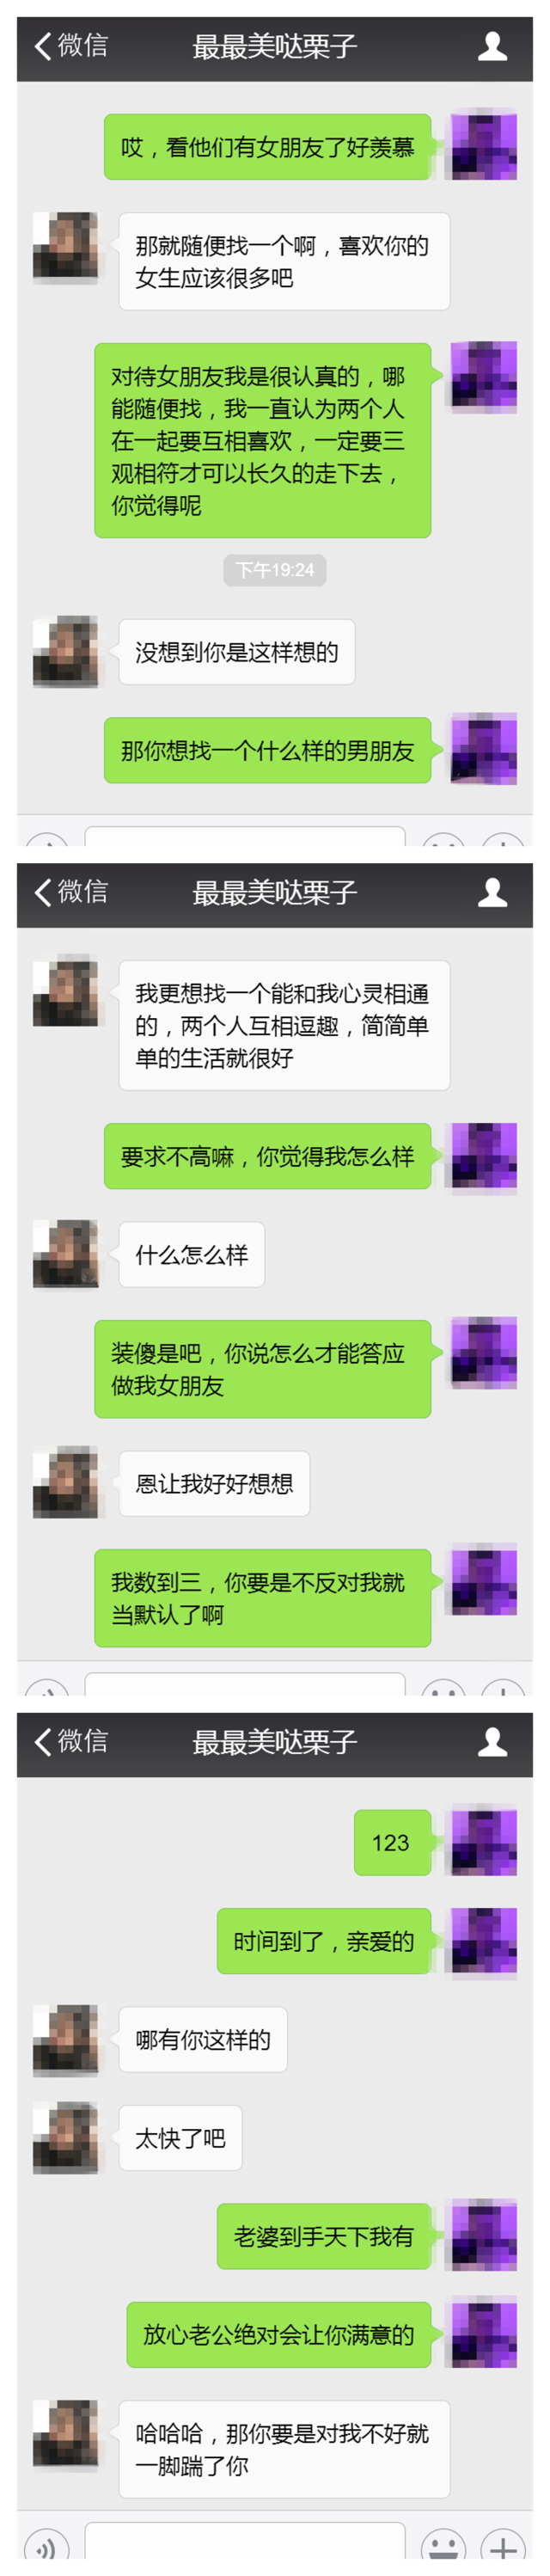 微信
最最美哒栗子
哎，看他们有女朋友了好羡慕
那就随便找一个啊，喜欢你的
女生应该很多吧
对待女朋友我是很认真的，哪
能随便找，我一直认为两个人
在一起要互相喜欢，一定要三
观相符才可以长久的走下去，
你觉得呢
下午19:24
没想到你是这样想的
那你想找一个什么样的男朋友
微信
最最美哒栗子
我更想找一个能和我心灵相通
的，两个人互相逗趣，简简单
单的生活就很好
要求不高嘛，你觉得我怎么样
什么怎么样
装傻是吧，你说怎么才能答应
做我女朋友
恩让我好好想想
我数到三，你要是不反对我就
当默认了啊
微信
最最美哒栗子
123
时间到了，亲爱的
哪有你这样的
太快了吧
老婆到手天下我有
放心老公绝对会让你满意的
哈哈哈，那你要是对我不好就
一脚踹了你